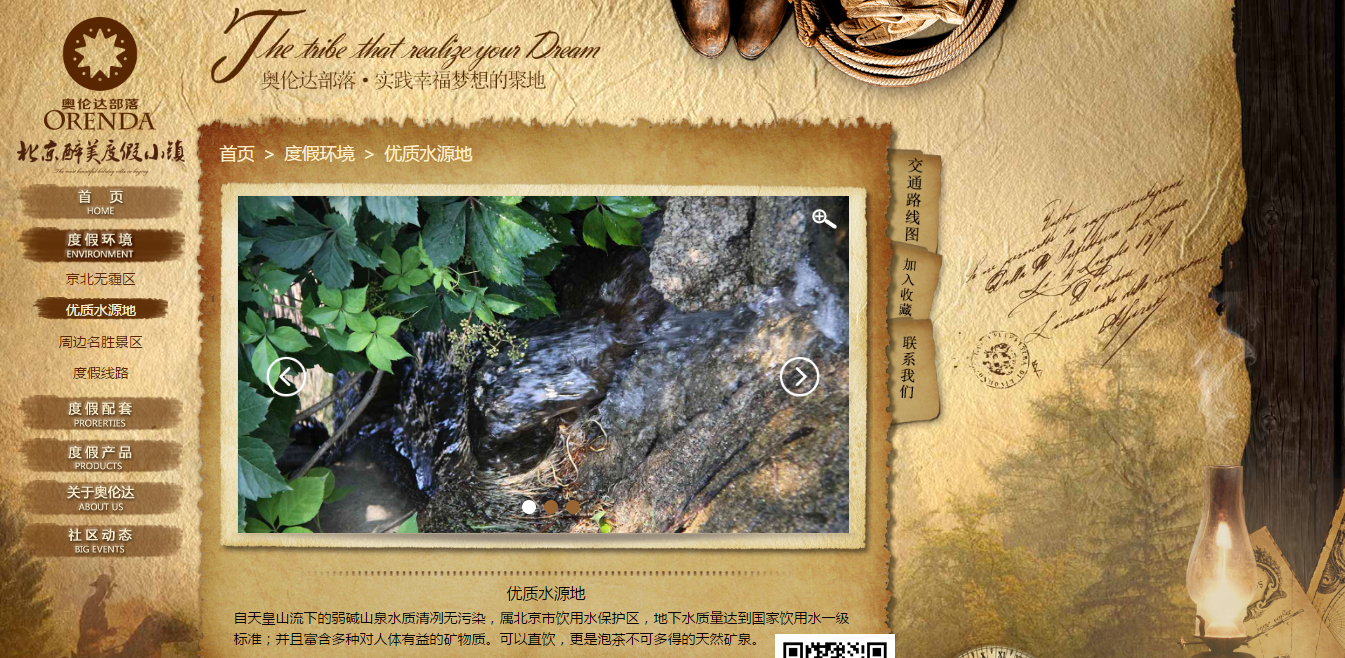 The tribe that realize your Dream
奥伦达部落·实践幸福梦想的聚地
奥伦达部落
ORENDA
北京醉美度假小镇
首页 > 度假环境 > 优质水源地
首 页
HOME
度假环境
ENVIRONMENT
京北无霾区
优质水源地
周边名胜景区
度假线路
度假配套
PRORERTIES
度假产品
PRODUCTS
关于奥伦达
ABOUT US
社区动态
BIG EVENTS
交通路线图
加入收藏
联系我们
优质水源地
自天皇山流下的弱碱山泉水质清冽无污染，属北京市饮用水保护区，地下水质量达到国家饮用水一级
标准；并且富含多种对人体有益的矿物质。可以直饮，更是泡茶不可多得的天然矿泉。